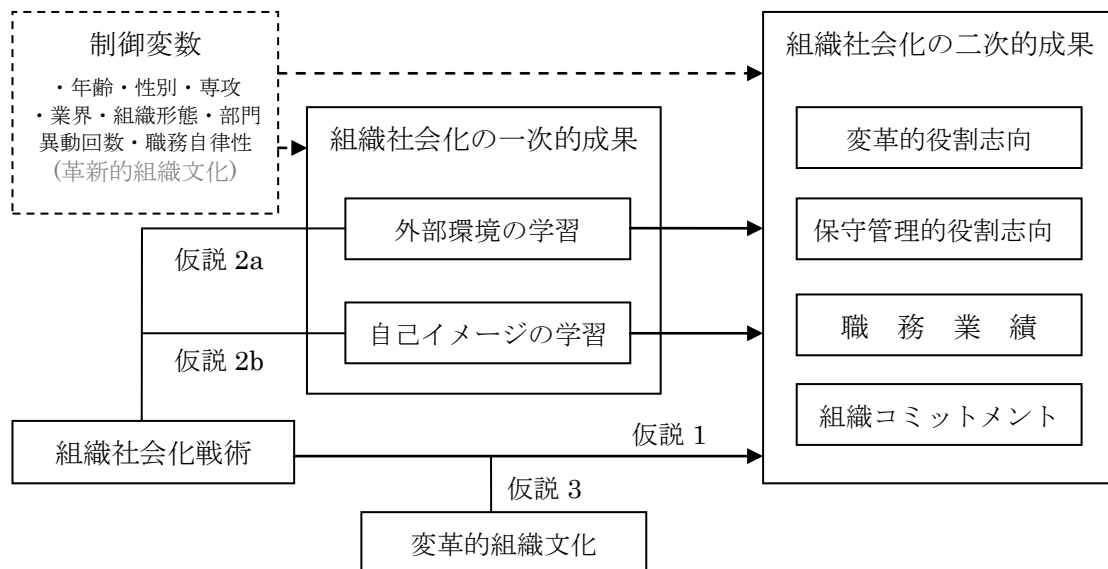 制御変数
・年齢・性別・専攻
・業界・組織形態・部門
異動回数・職務自律性
(革新的組織文化)
組織社会化の一次的成果
外部環境の学習
自己イメージの学習
組織社会化の二次的成果
変革的役割志向
保守管理的役割志向
職 務 業 績
組織コミットメント
仮説 2a
仮説 2b
組織社会化戦術
仮説 1
仮説 3
変革的組織文化